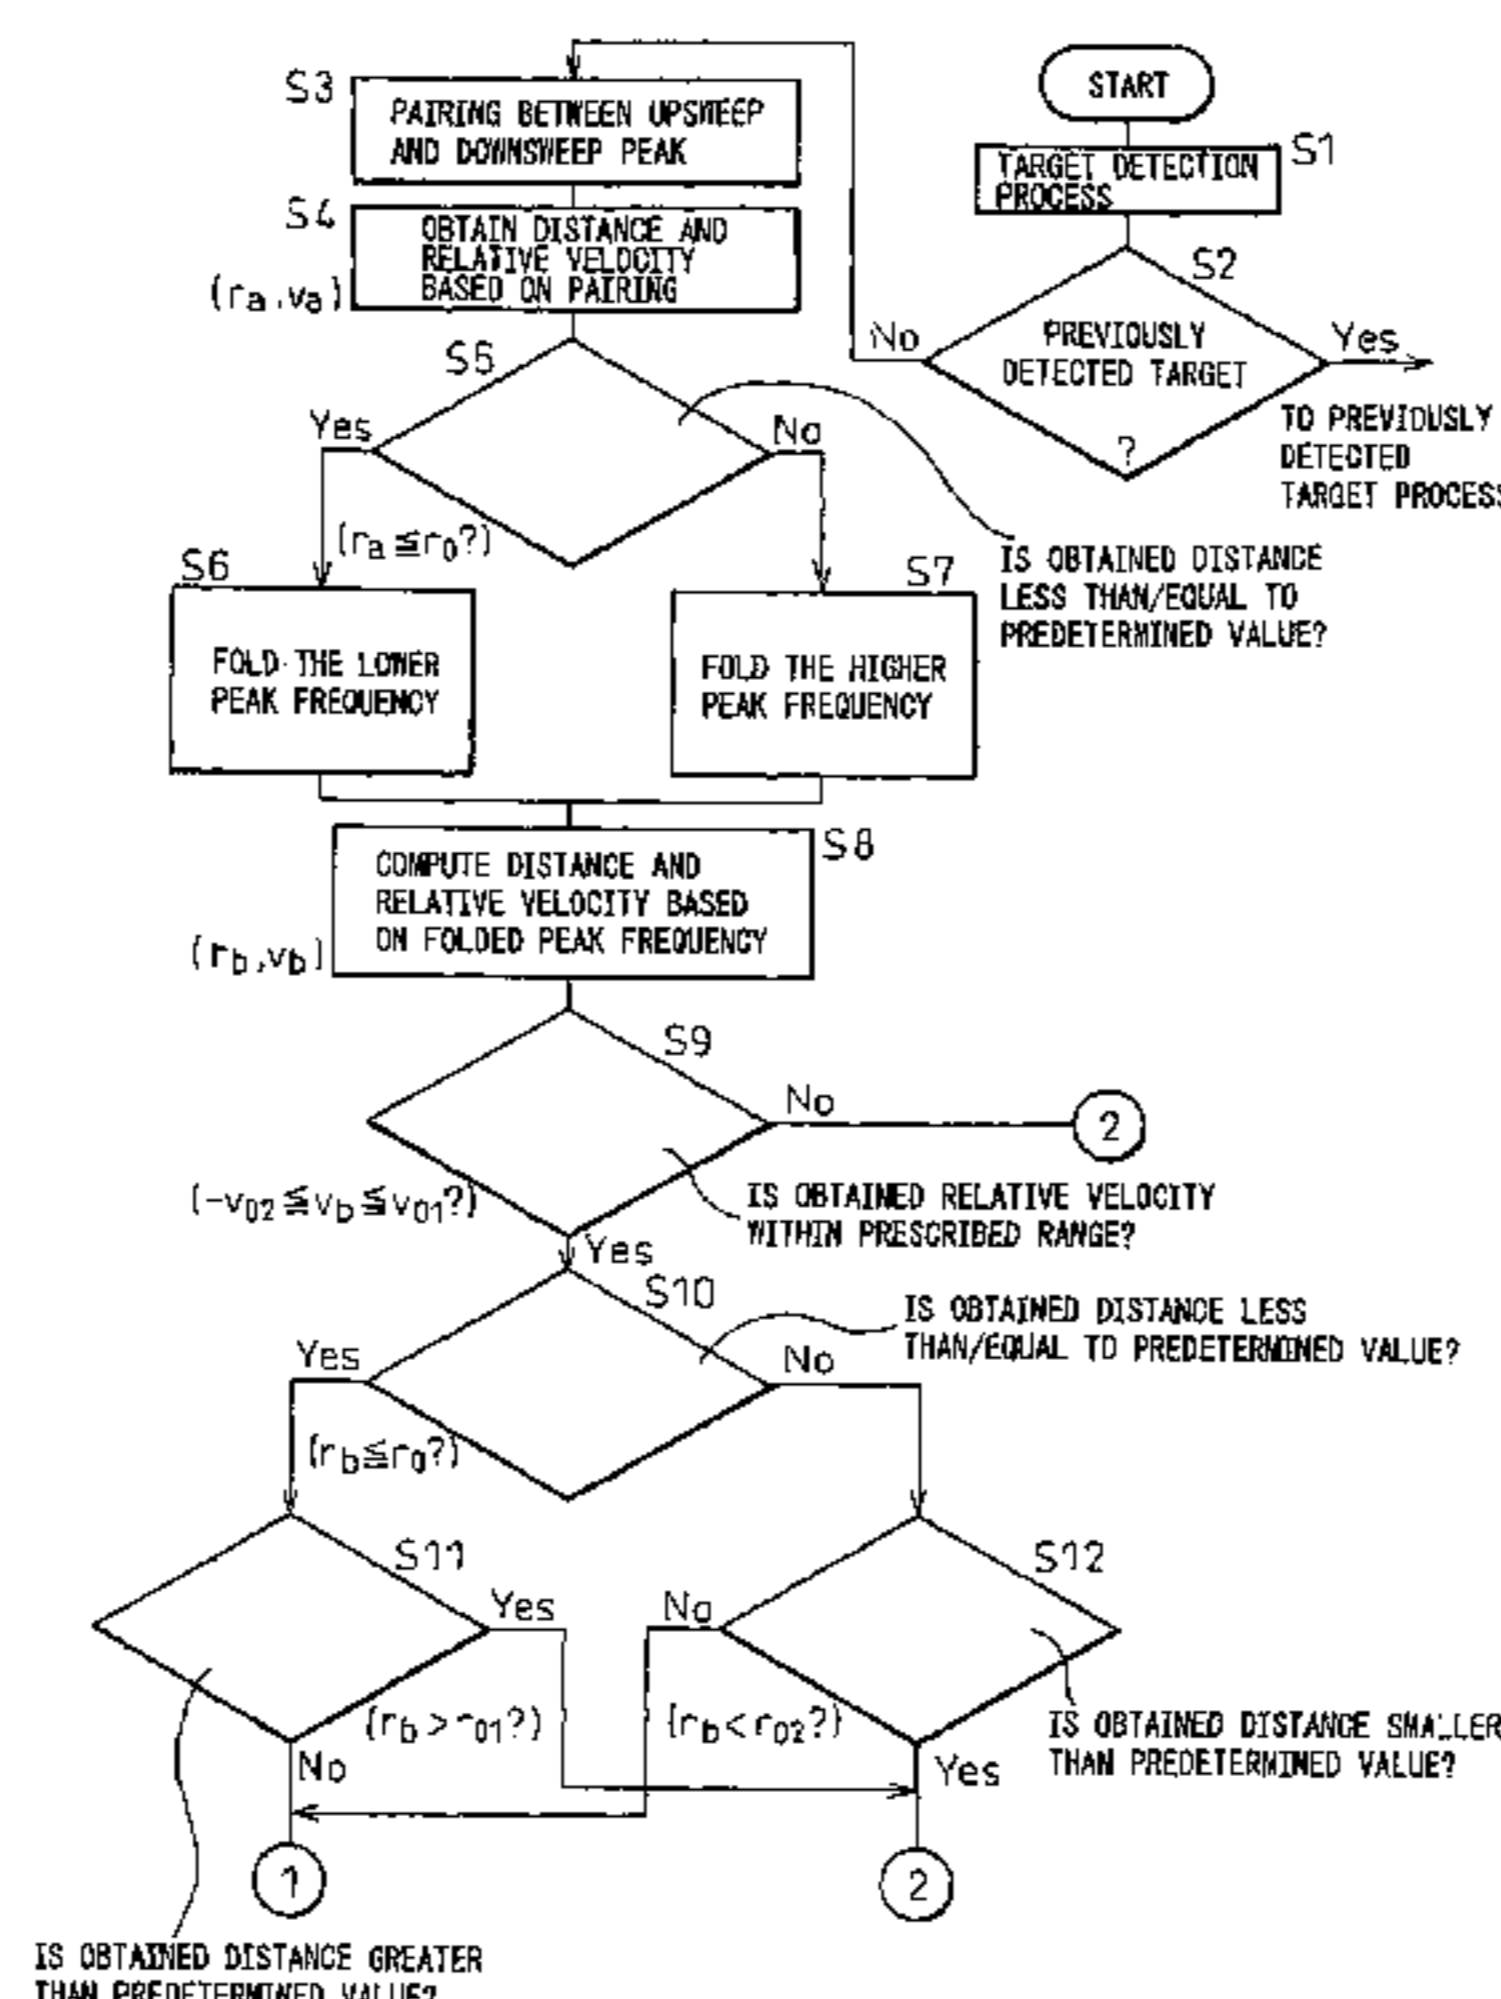 START
S1
TARGET DETECTION
PROCESS
S2
PREVIOUSLY
DETECTED TARGET
?
No
Yes
TO PREVIOUSLY
DETECTED
TARGET PROCESS
S3
PAIRING BETWEEN UPSWEEP
AND DOWNSWEEP PEAK
S4
OBTAIN DISTANCE AND
RELATIVE VELOCITY
BASED ON PAIRING
(ra,va)
S5
Yes
No
(ra≦r0?)
IS OBTAINED DISTANCE
LESS THAN/EQUAL TO
PREDETERMINED VALUE?
S6
FOLD THE LOWER
PEAK FREQUENCY
S7
FOLD THE HIGHER
PEAK FREQUENCY
S8
COMPUTE DISTANCE AND
RELATIVE VELOCITY BASED
ON FOLDED PEAK FREQUENCY
(rb,vb)
S9
No
2
(-v02≦vb≦v01?)
IS OBTAINED RELATIVE VELOCITY
WITHIN PRESCRIBED RANGE?
Yes
S10
IS OBTAINED DISTANCE LESS
THAN/EQUAL TO PREDETERMINED VALUE?
Yes
No
(rb≦r0?)
S11
Yes
(rb>r01?)
No
S12
No
(rb<r02?)
Yes
IS OBTAINED DISTANCE SMALLER
THAN PREDETERMINED VALUE?
1
2
IS OBTAINED DISTANCE GREATER
THAN PREDETERMINED VALUE?